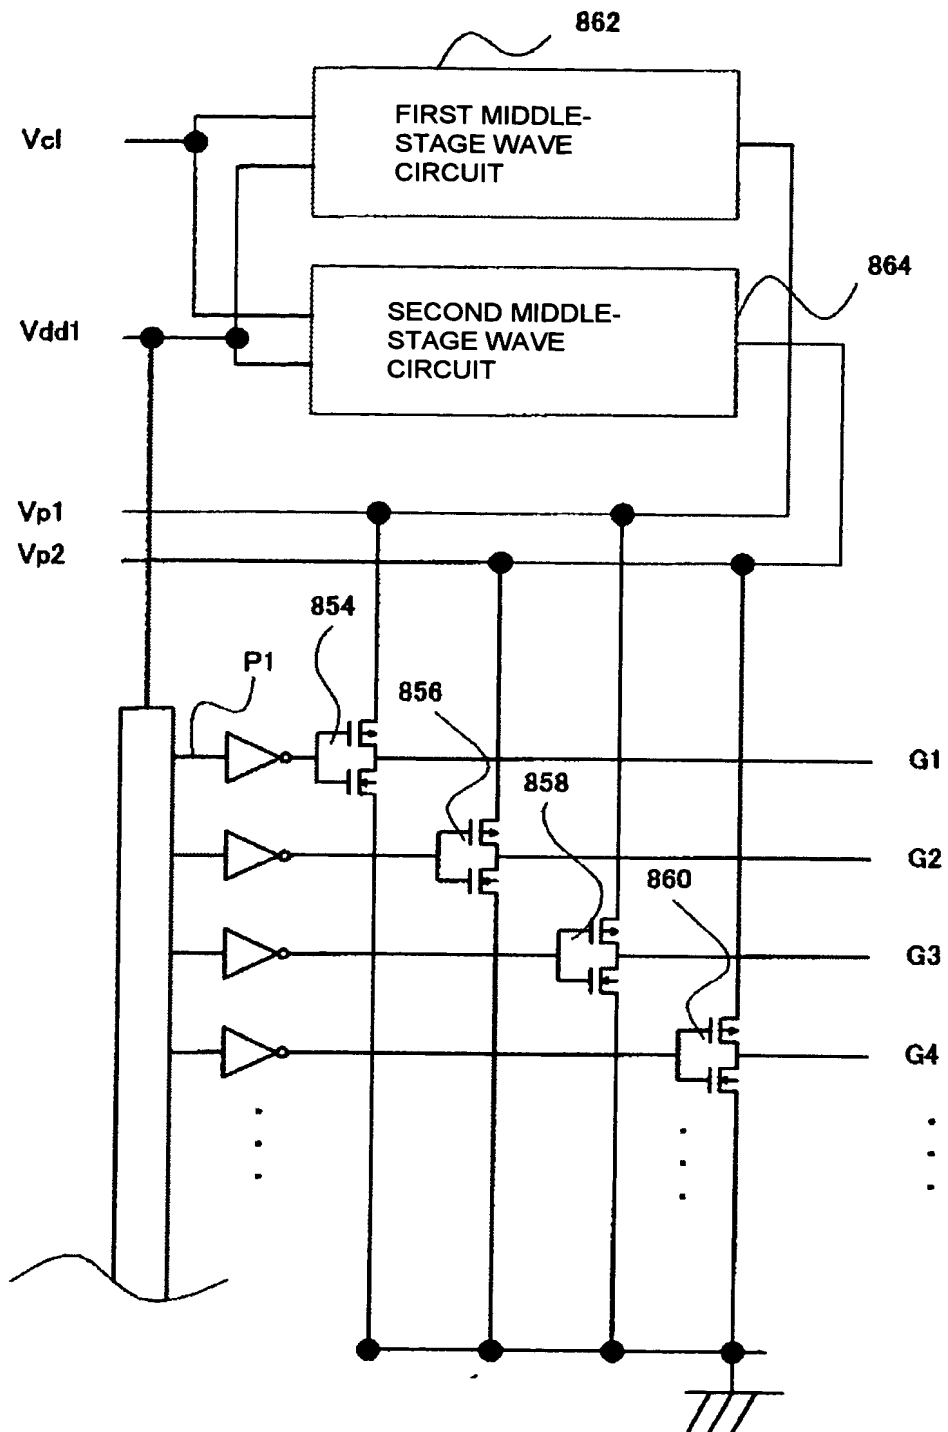 862
FIRST MIDDLE-
STAGE WAVE
CIRCUIT
Vcl
864
SECOND MIDDLE-
STAGE WAVE
CIRCUIT
Vdd1
Vp1
Vp2
854
P1
856
G1
858
G2
860
G3
G4